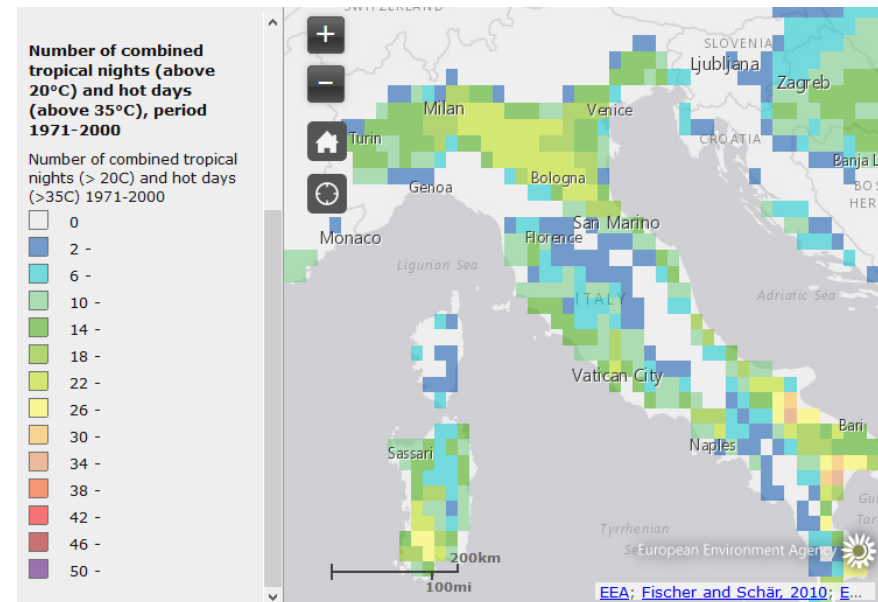 Number of combined
tropical nights (above
20°C) and hot days
(above 35°C), period
1971-2000
Number of combined tropical
nights (> 20C) and hot days
(>35C) 1971-2000
0
2 -
6 -
10 -
14 -
18 -
22 -
26 -
30 -
34 -
38 -
42 -
46 -
50 -
+
−
SWITZERLAND
SLOVENIA
Ljubljana
Zagreb
Milan
Venice
Turin
CROATIA
Banja L
Bologna
BOS
HER
Genoa
San Marino
Monaco
Florence
Ligurian Sea
ITALY
Adriatic Sea
Vatican City
Bari
Naples
Sassari
Gu
Tar
Tyrrhenian
Se
European Environment Agency
200km
100mi
EEA; Fischer and Schär, 2010; E...